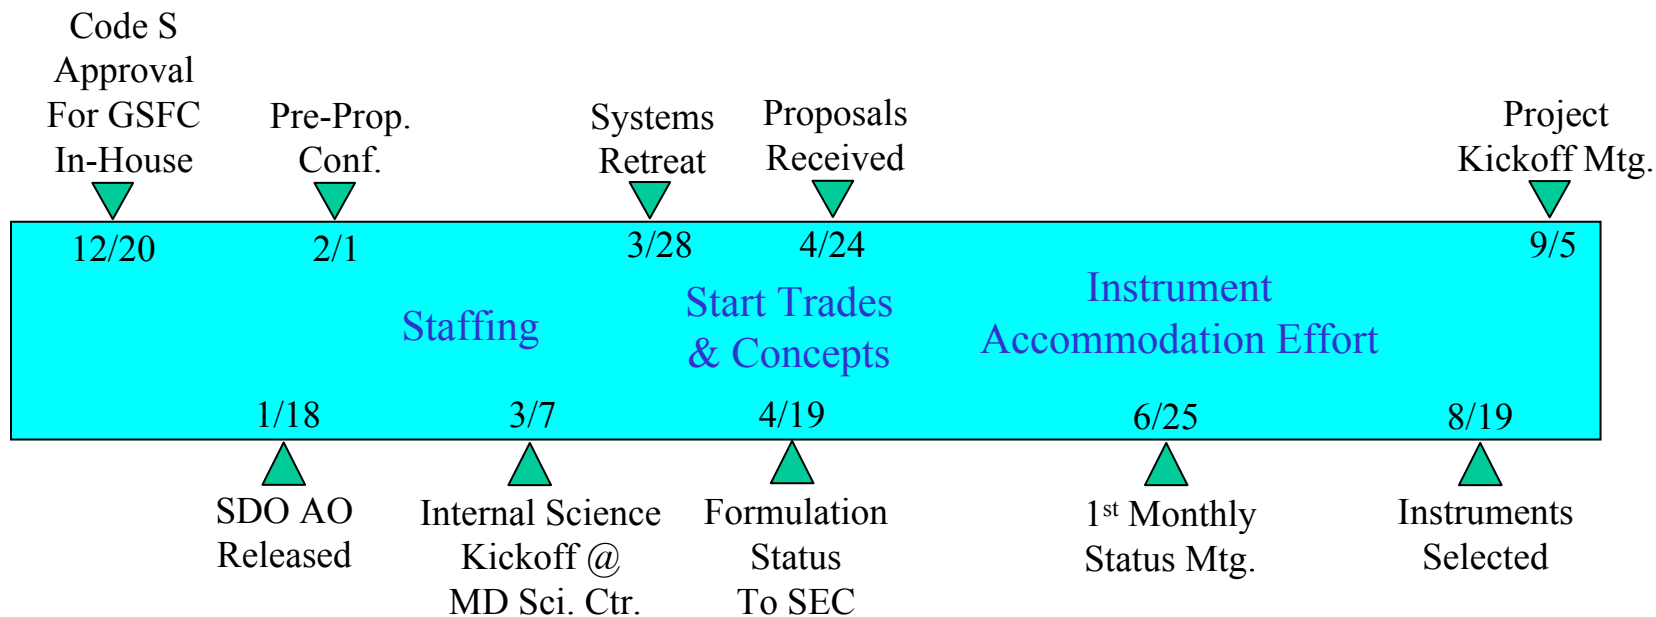 Code S
Approval
For GSFC
In-House
Pre-Prop.
Conf.
Systems
Retreat
Proposals
Received
Project
Kickoff Mtg.
12/20
2/1
3/28
4/24
9/5
Staffing
Start Trades
& Concepts
Instrument
Accommodation Effort
1/18
3/7
4/19
6/25
8/19
SDO AO
Released
Internal Science
Kickoff @
MD Sci. Ctr.
Formulation
Status
To SEC
1st Monthly
Status Mtg.
Instruments
Selected